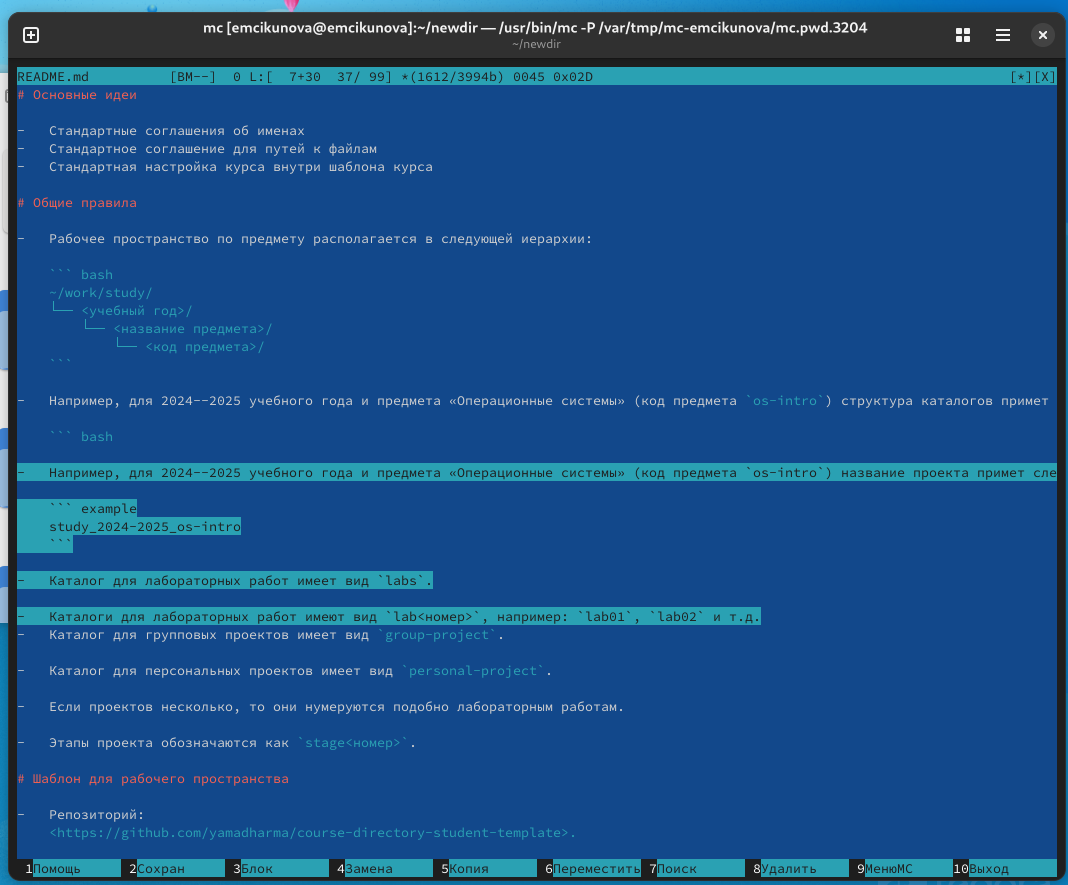 mc [emcikunova@emcikunova]:~/newdir — /usr/bin/mc -P /var/tmp/mc-emcikunova/mc.pwd.3204
~/newdir
README.md [BM--] 0 L:[ 7+30 37/ 99] *(1612/3994b) 0045 0x02D [*][X]
# Основные идеи
- Стандартные соглашения об именах
- Стандартное соглашение для путей к файлам
- Стандартная настройка курса внутри шаблона курса
# Общие правила
- Рабочее пространство по предмету располагается в следующей иерархии:
``` bash
~/work/study/
└── <учебный год>/
└── <название предмета>/
└── <код предмета>/
```
- Например, для 2024--2025 учебного года и предмета «Операционные системы» (код предмета `os-intro`) структура каталогов примет
``` bash
- Например, для 2024--2025 учебного года и предмета «Операционные системы» (код предмета `os-intro`) название проекта примет сле
``` example
study_2024-2025_os-intro
```
- Каталог для лабораторных работ имеет вид `labs`.
- Каталоги для лабораторных работ имеют вид `lab<номер>`, например: `lab01`, `lab02` и т.д.
- Каталог для групповых проектов имеет вид `group-project`.
- Каталог для персональных проектов имеет вид `personal-project`.
- Если проектов несколько, то они нумеруются подобно лабораторным работам.
- Этапы проекта обозначаются как `stage<номер>`.
# Шаблон для рабочего пространства
- Репозиторий:
<https://github.com/yamadharma/course-directory-student-template>.
1Помощь 2Сохран 3Блок 4Замена 5Копия 6Переместить 7Поиск 8Удалить 9МенюMC 10Выход